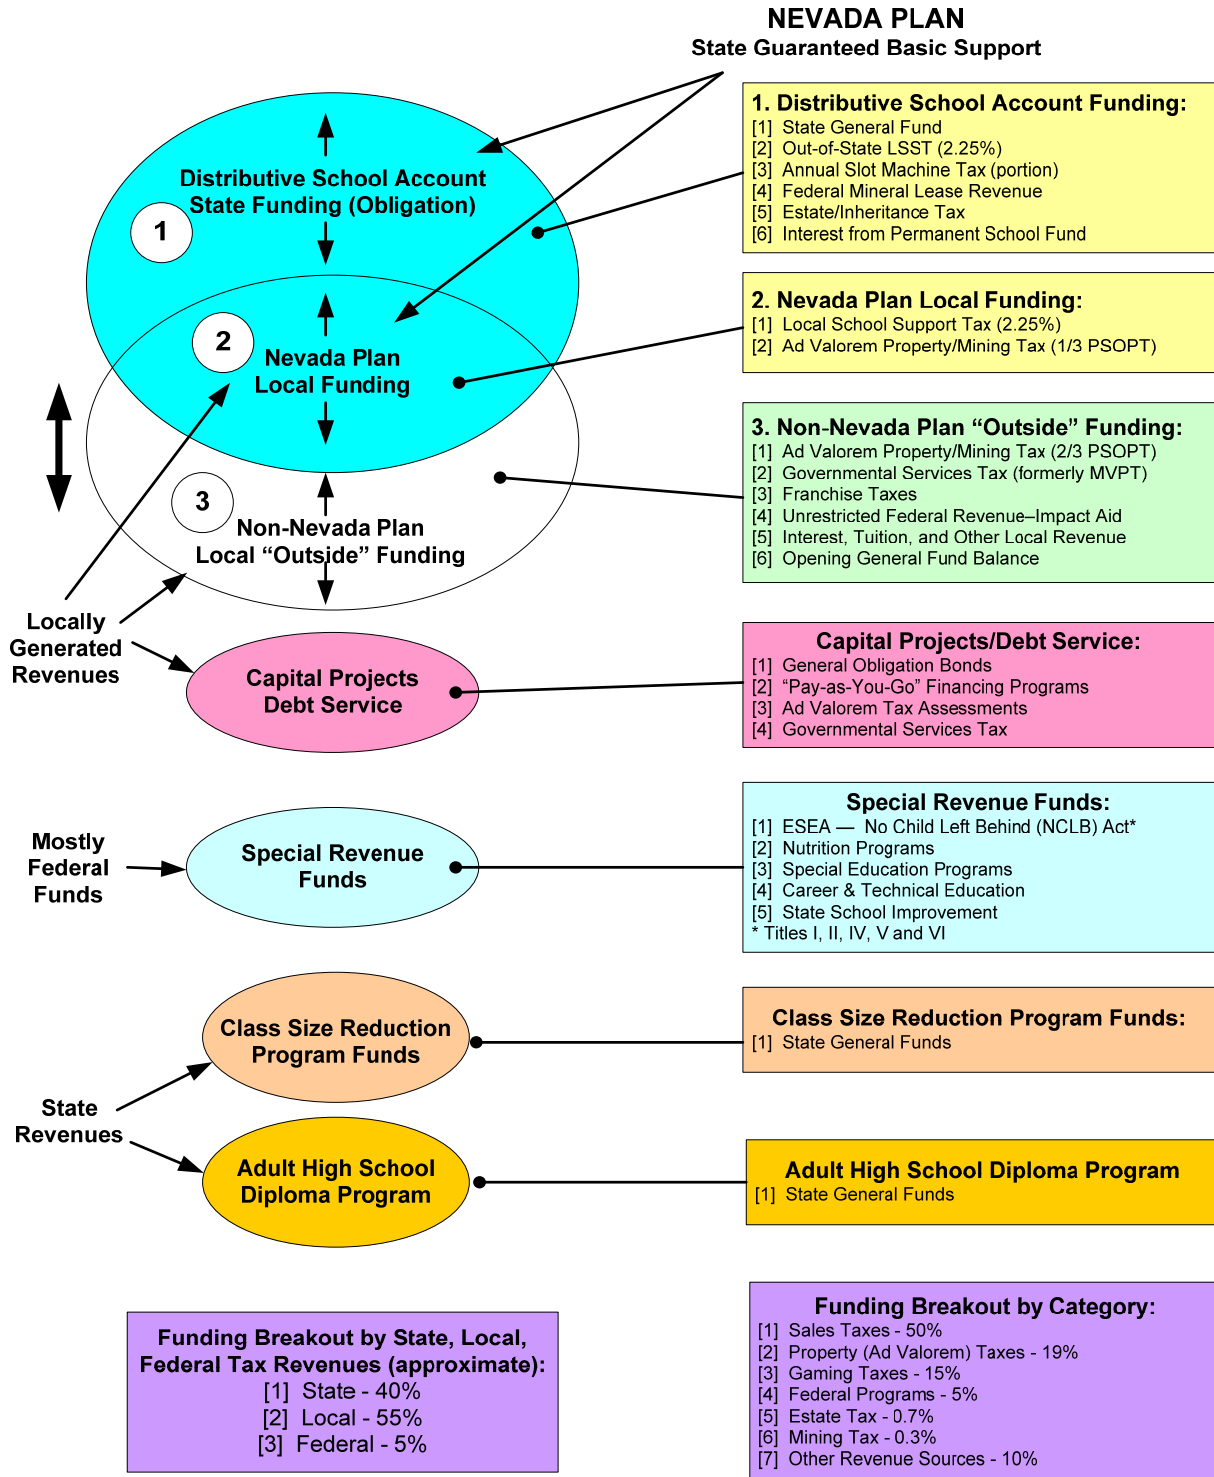 NEVADA PLAN
State Guaranteed Basic Support
Distributive School Account
State Funding (Obligation)
1
2
Nevada Plan
Local Funding
3
Non-Nevada Plan
Local “Outside” Funding
Locally
Generated
Revenues
Capital Projects
Debt Service
Mostly
Federal
Funds
Special Revenue
Funds
Class Size Reduction
Program Funds
State
Revenues
Adult High School
Diploma Program
1. Distributive School Account Funding:
[1] State General Fund
[2] Out-of-State LSST (2.25%)
[3] Annual Slot Machine Tax (portion)
[4] Federal Mineral Lease Revenue
[5] Estate/Inheritance Tax
[6] Interest from Permanent School Fund
2. Nevada Plan Local Funding:
[1] Local School Support Tax (2.25%)
[2] Ad Valorem Property/Mining Tax (1/3 PSOPT)
3. Non-Nevada Plan “Outside” Funding:
[1] Ad Valorem Property/Mining Tax (2/3 PSOPT)
[2] Governmental Services Tax (formerly MVPT)
[3] Franchise Taxes
[4] Unrestricted Federal Revenue–Impact Aid
[5] Interest, Tuition, and Other Local Revenue
[6] Opening General Fund Balance
Capital Projects/Debt Service:
[1] General Obligation Bonds
[2] “Pay-as-You-Go” Financing Programs
[3] Ad Valorem Tax Assessments
[4] Governmental Services Tax
Special Revenue Funds:
[1] ESEA — No Child Left Behind (NCLB) Act*
[2] Nutrition Programs
[3] Special Education Programs
[4] Career & Technical Education
[5] State School Improvement
* Titles I, II, IV, V and VI
Class Size Reduction Program Funds:
[1] State General Funds
Adult High School Diploma Program
[1] State General Funds
Funding Breakout by State, Local,
Federal Tax Revenues (approximate):
[1] State - 40%
[2] Local - 55%
[3] Federal - 5%
Funding Breakout by Category:
[1] Sales Taxes - 50%
[2] Property (Ad Valorem) Taxes - 19%
[3] Gaming Taxes - 15%
[4] Federal Programs - 5%
[5] Estate Tax - 0.7%
[6] Mining Tax - 0.3%
[7] Other Revenue Sources - 10%